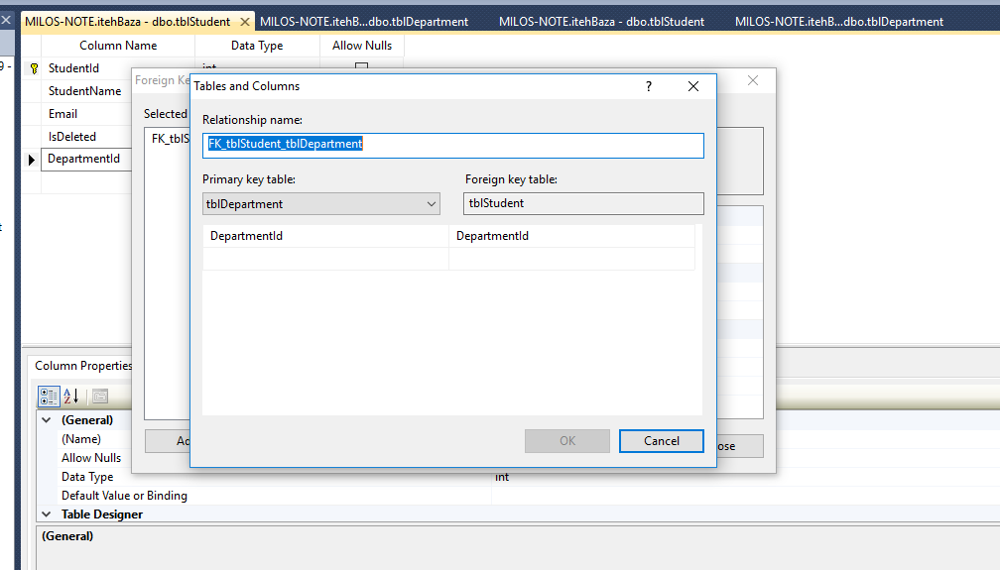 MILOS-NOTE.itehBaza - dbo.tblStudent
MILOS-NOTE.itehB...dbo.tblDepartment
MILOS-NOTE.itehBaza - dbo.tblStudent
MILOS-NOTE.itehB...dbo.tblDepartment
Column Name Data Type Allow Nulls
StudentId int
StudentName
Email
IsDeleted
DepartmentId
Foreign Ke
Selected
FK_tblS
Tables and Columns
?
Relationship name:
FK_tblStudent_tblDepartment
Primary key table: Foreign key table:
tblDepartment tblStudent
DepartmentId DepartmentId
OK Cancel
Ad
ose
Column Properties
(General)
(Name)
Allow Nulls
Data Type int
Default Value or Binding
Table Designer
(General)